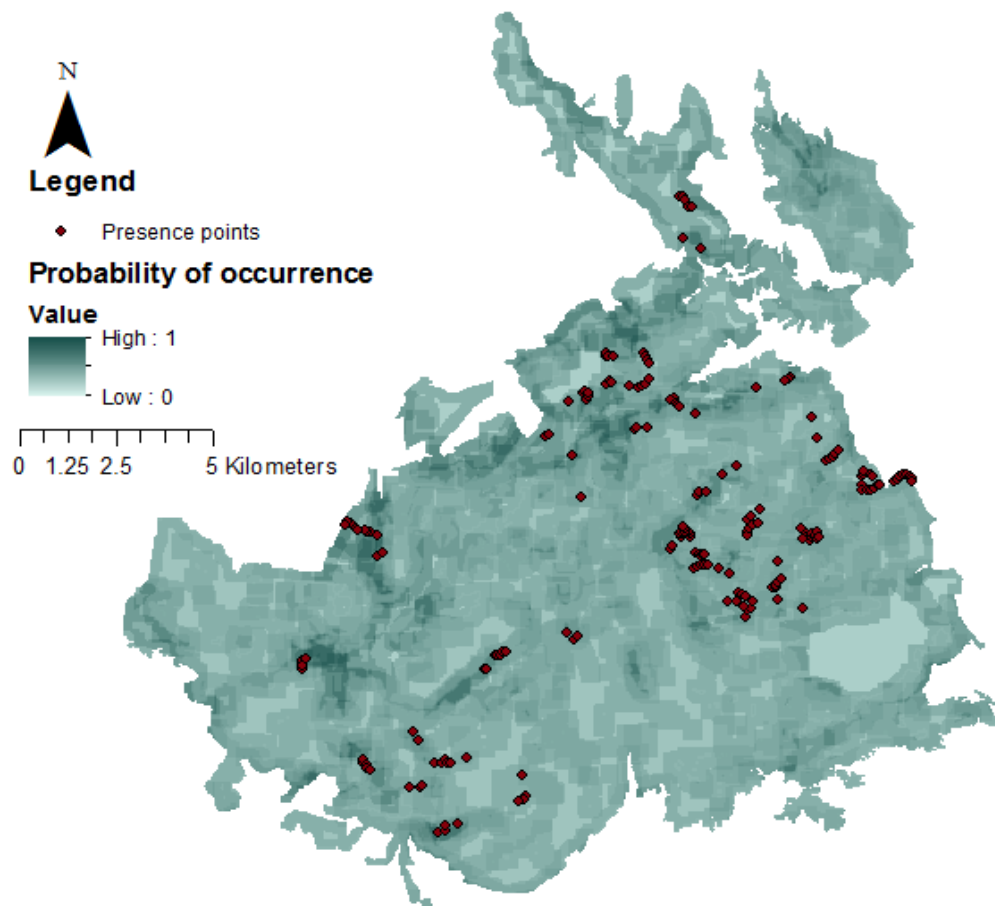 N
Legend
Presence points
Probability of occurrence
Value
High : 1
Low : 0
0 1.25 2.5 5 Kilometers